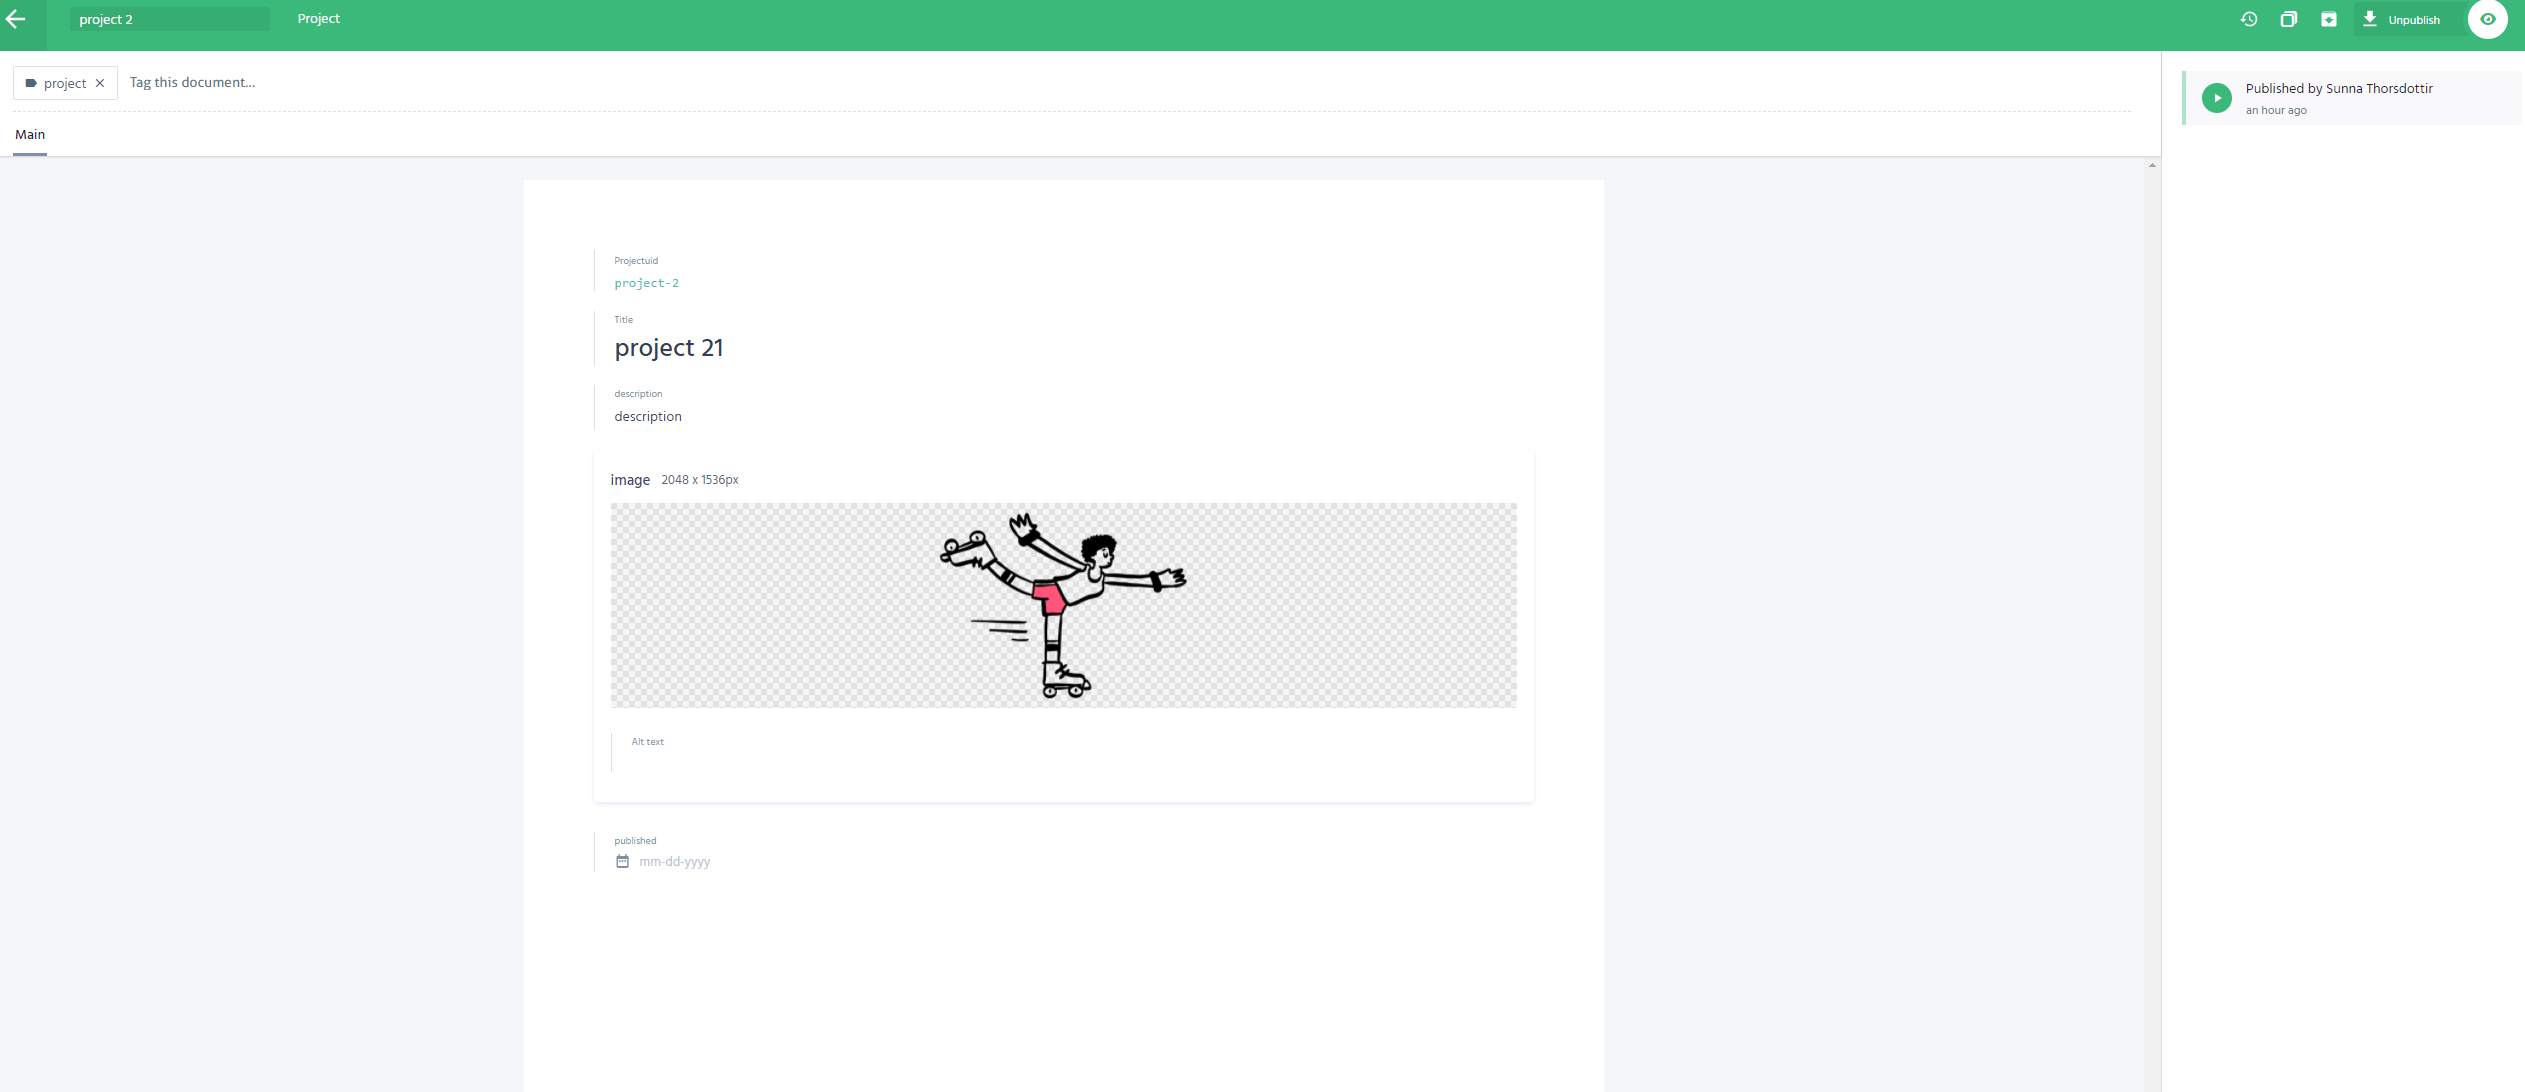 project 2
Project
Unpublish
project
Tag this document...
Main
Published by Sunna Thorsdottir
an hour ago
Projectuid
project-2
Title
project 21
description
description
image 2048 x 1536px
Alt text
published
mm-dd-yyyy